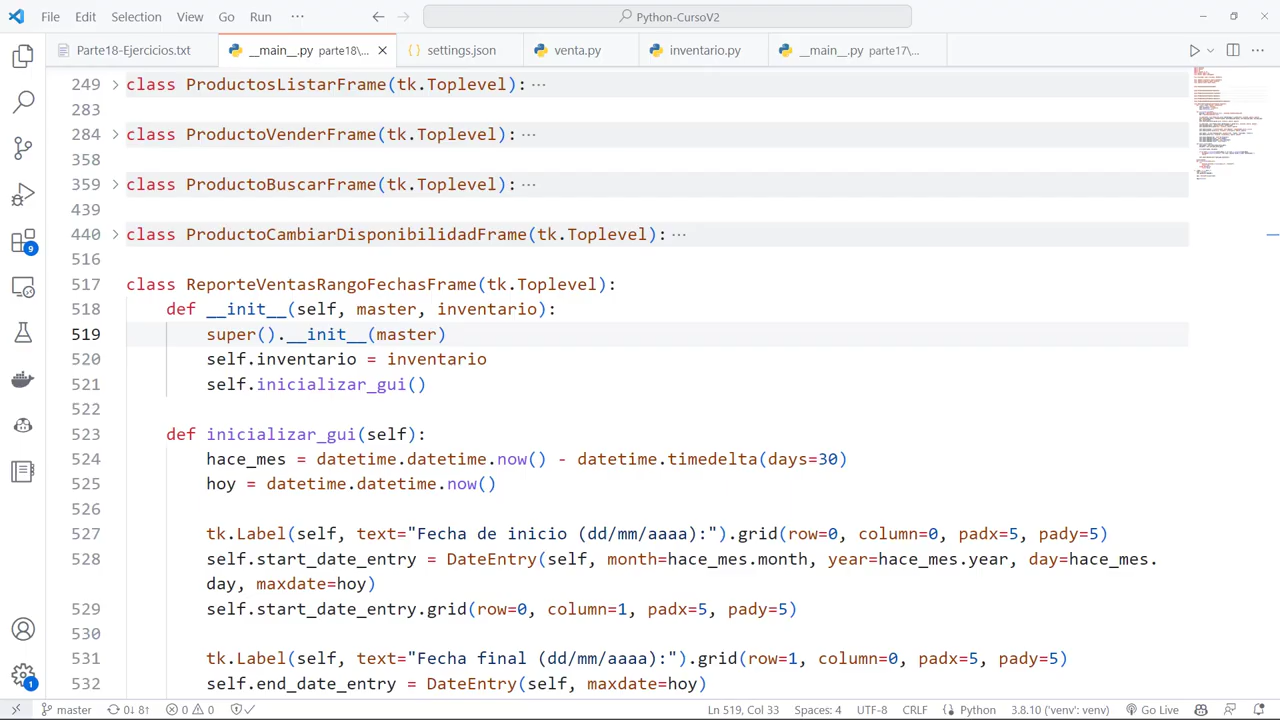 File Edit Selection View Go Run ··· Python-CursoV2
Parte18-Ejercicios.txt __main__.py parte18\... {} settings.json venta.py inventario.py __main__.py parte17\...
249 class ProductosListarFrame(tk.Toplevel): ···
284 class ProductoVenderFrame(tk.Toplevel): ···
393
class ProductoBuscarFrame(tk.Toplevel): ···
439
440 class ProductoCambiarDisponibilidadFrame(tk.Toplevel): ···
516
517 class ReporteVentasRangoFechasFrame(tk.Toplevel):
518 def __init__(self, master, inventario):
519 super().__init__(master)
520 self.inventario = inventario
521 self.inicializar_gui()
522
523 def inicializar_gui(self):
524 hace_mes = datetime.datetime.now() - datetime.timedelta(days=30)
525 hoy = datetime.datetime.now()
526
527 tk.Label(self, text="Fecha de inicio (dd/mm/aaaa):").grid(row=0, column=0, padx=5, pady=5)
528 self.start_date_entry = DateEntry(self, month=hace_mes.month, year=hace_mes.year, day=hace_mes.
day, maxdate=hoy)
529 self.start_date_entry.grid(row=0, column=1, padx=5, pady=5)
530
531 tk.Label(self, text="Fecha final (dd/mm/aaaa):").grid(row=1, column=0, padx=5, pady=5)
532 self.end_date_entry = DateEntry(self, maxdate=hoy)
9
1
master 0↓ 8↑ 0 0 Ln 519, Col 33 Spaces: 4 UTF-8 CRLF Python 3.8.10 ('venv': venv) Go Live